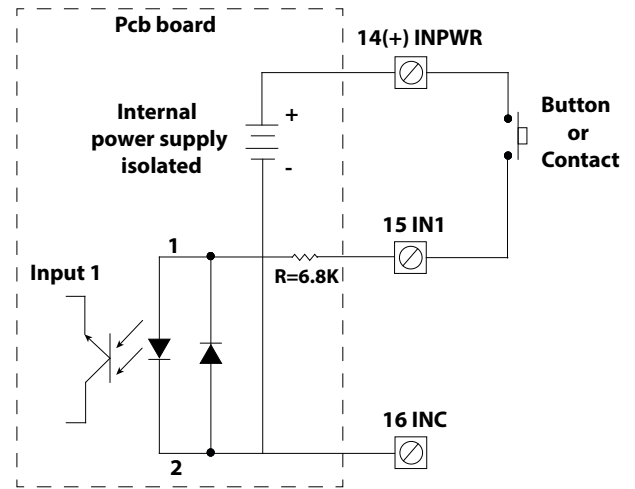 Pcb board
14(+) INPWR
Internal
power supply
isolated
+
-
Button
or
Contact
15 IN1
1
R=6.8K
Input 1
16 INC
2